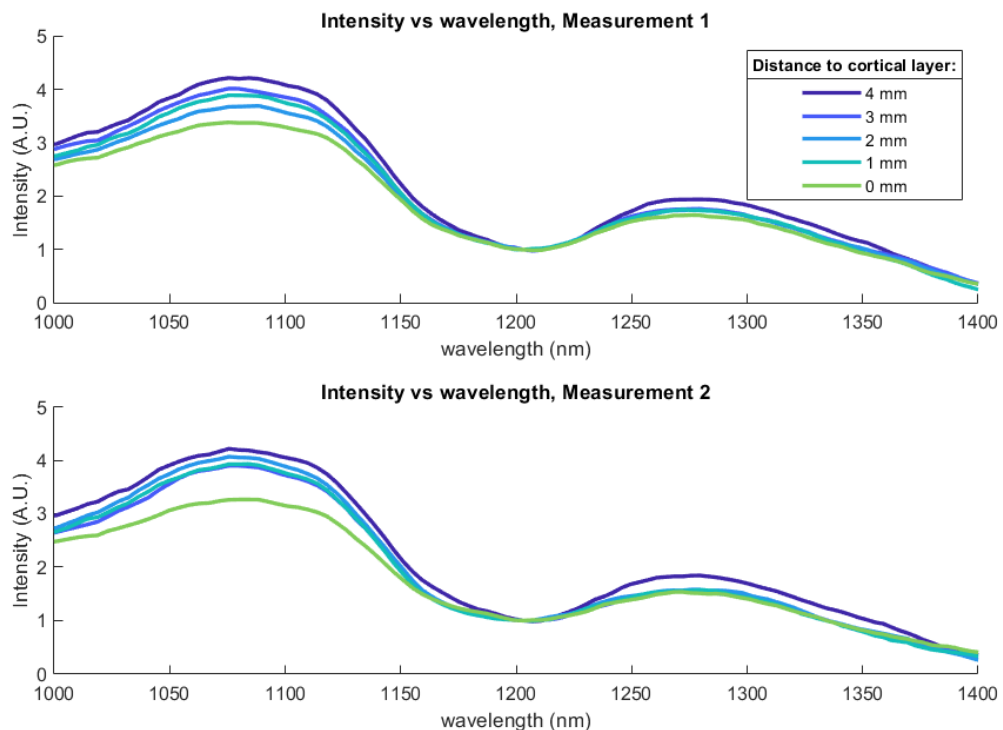 Intensity vs wavelength, Measurement 1
Intensity (A.U.)
5
4
3
2
1
0
Distance to cortical layer:
4 mm
3 mm
2 mm
1 mm
0 mm
1000 1050 1100 1150 1200 1250 1300 1350 1400
wavelength (nm)
Intensity vs wavelength, Measurement 2
Intensity (A.U.)
5
4
3
2
1
0
1000 1050 1100 1150 1200 1250 1300 1350 1400
wavelength (nm)